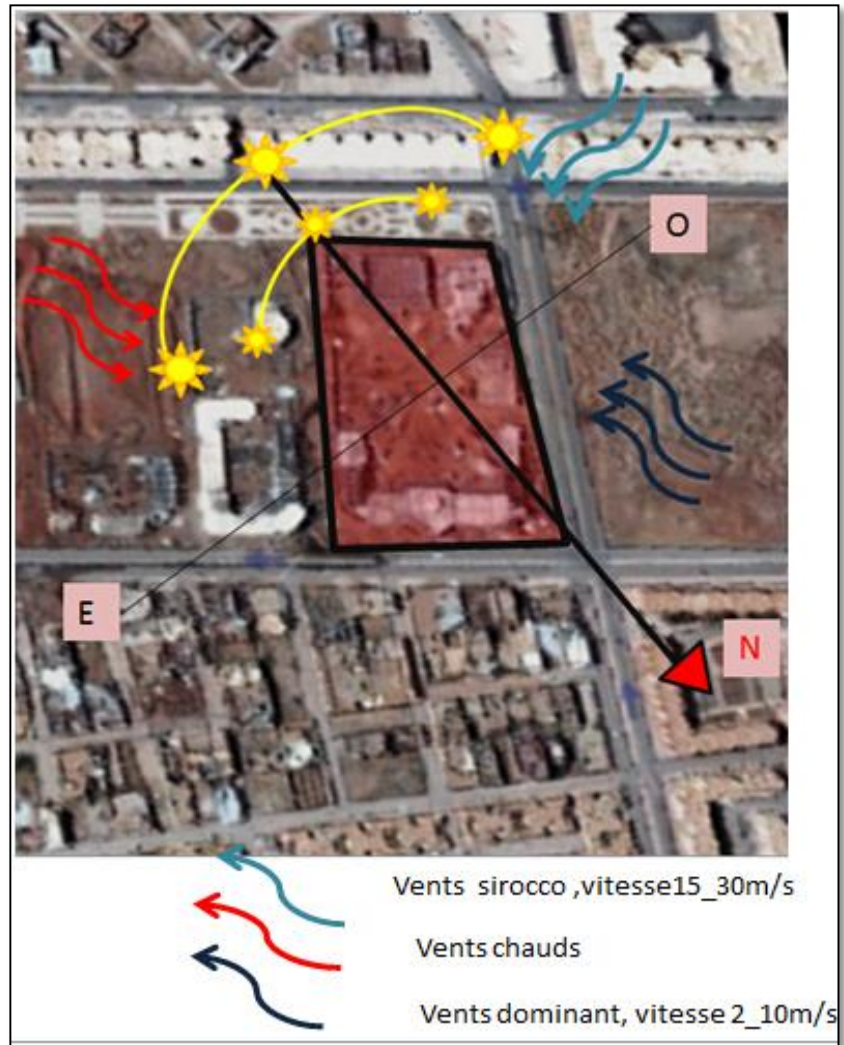 O
E
N
Vents sirocco ,vitesse15_30m/s
Vents chauds
Vents dominant, vitesse 2_10m/s